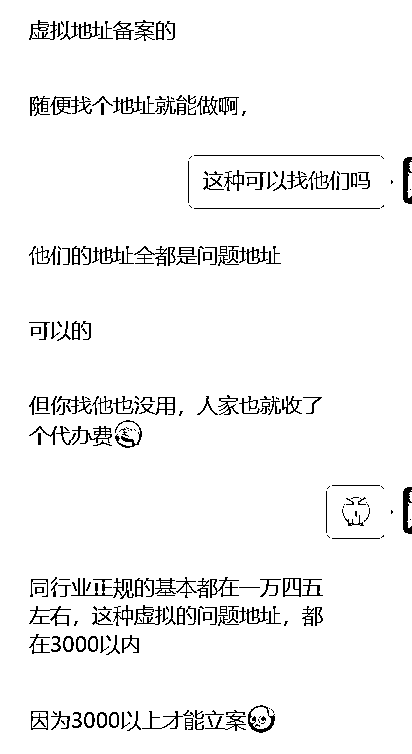 虚拟地址备案的
随便找个地址就能做啊，
这种可以找他们吗
他们的地址全都是问题地址
可以的
但你找他也没用，人家也就收了
个代办费
同行业正规的基本都在一万四五
左右，这种虚拟的问题地址，都
在3000以内
因为3000以上才能立案